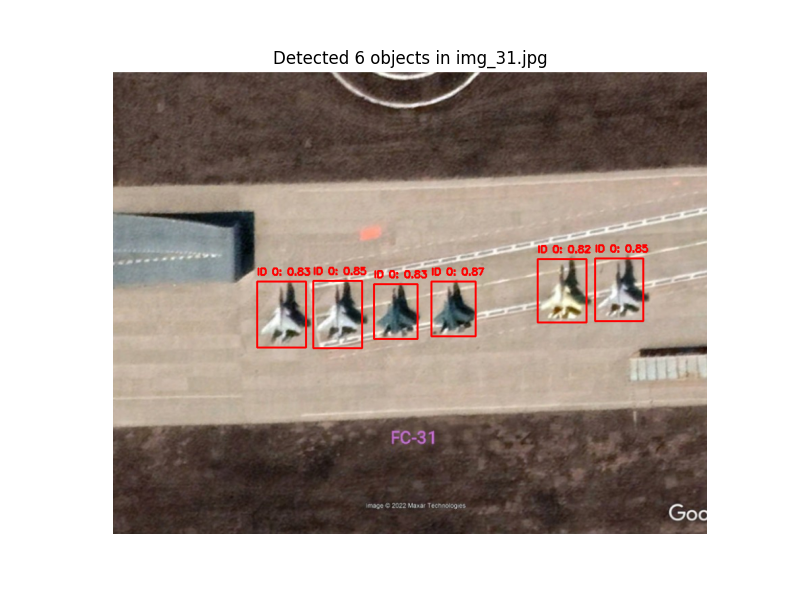 Detected 6 objects in img_31.jpg
ID 0: 0.82 ID 0: 0.85
ID 0: 0.83 ID 0: 0.85 ID 0: 0.83 ID 0: 0.87
FC-31
Image © 2022 Maxar Technologies
Goo